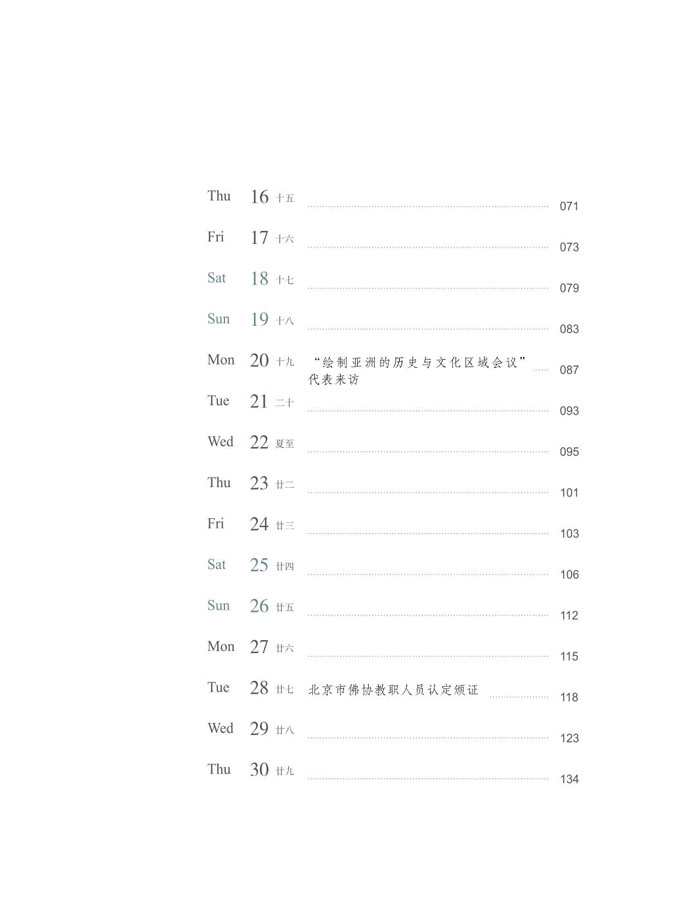 Thu 16 十五 071
Fri 17 十六 073
Sat 18 十七 079
Sun 19 十八 083
Mon 20 十九 “绘制亚洲的历史与文化区域会议” 087
代表来访
Tue 21 二十 093
Wed 22 夏至 095
Thu 23 廿二 101
Fri 24 廿三 103
Sat 25 廿四 106
Sun 26 廿五 112
Mon 27 廿六 115
Tue 28 廿七 北京市佛协教职人员认定颁证 118
Wed 29 廿八 123
Thu 30 廿九 134